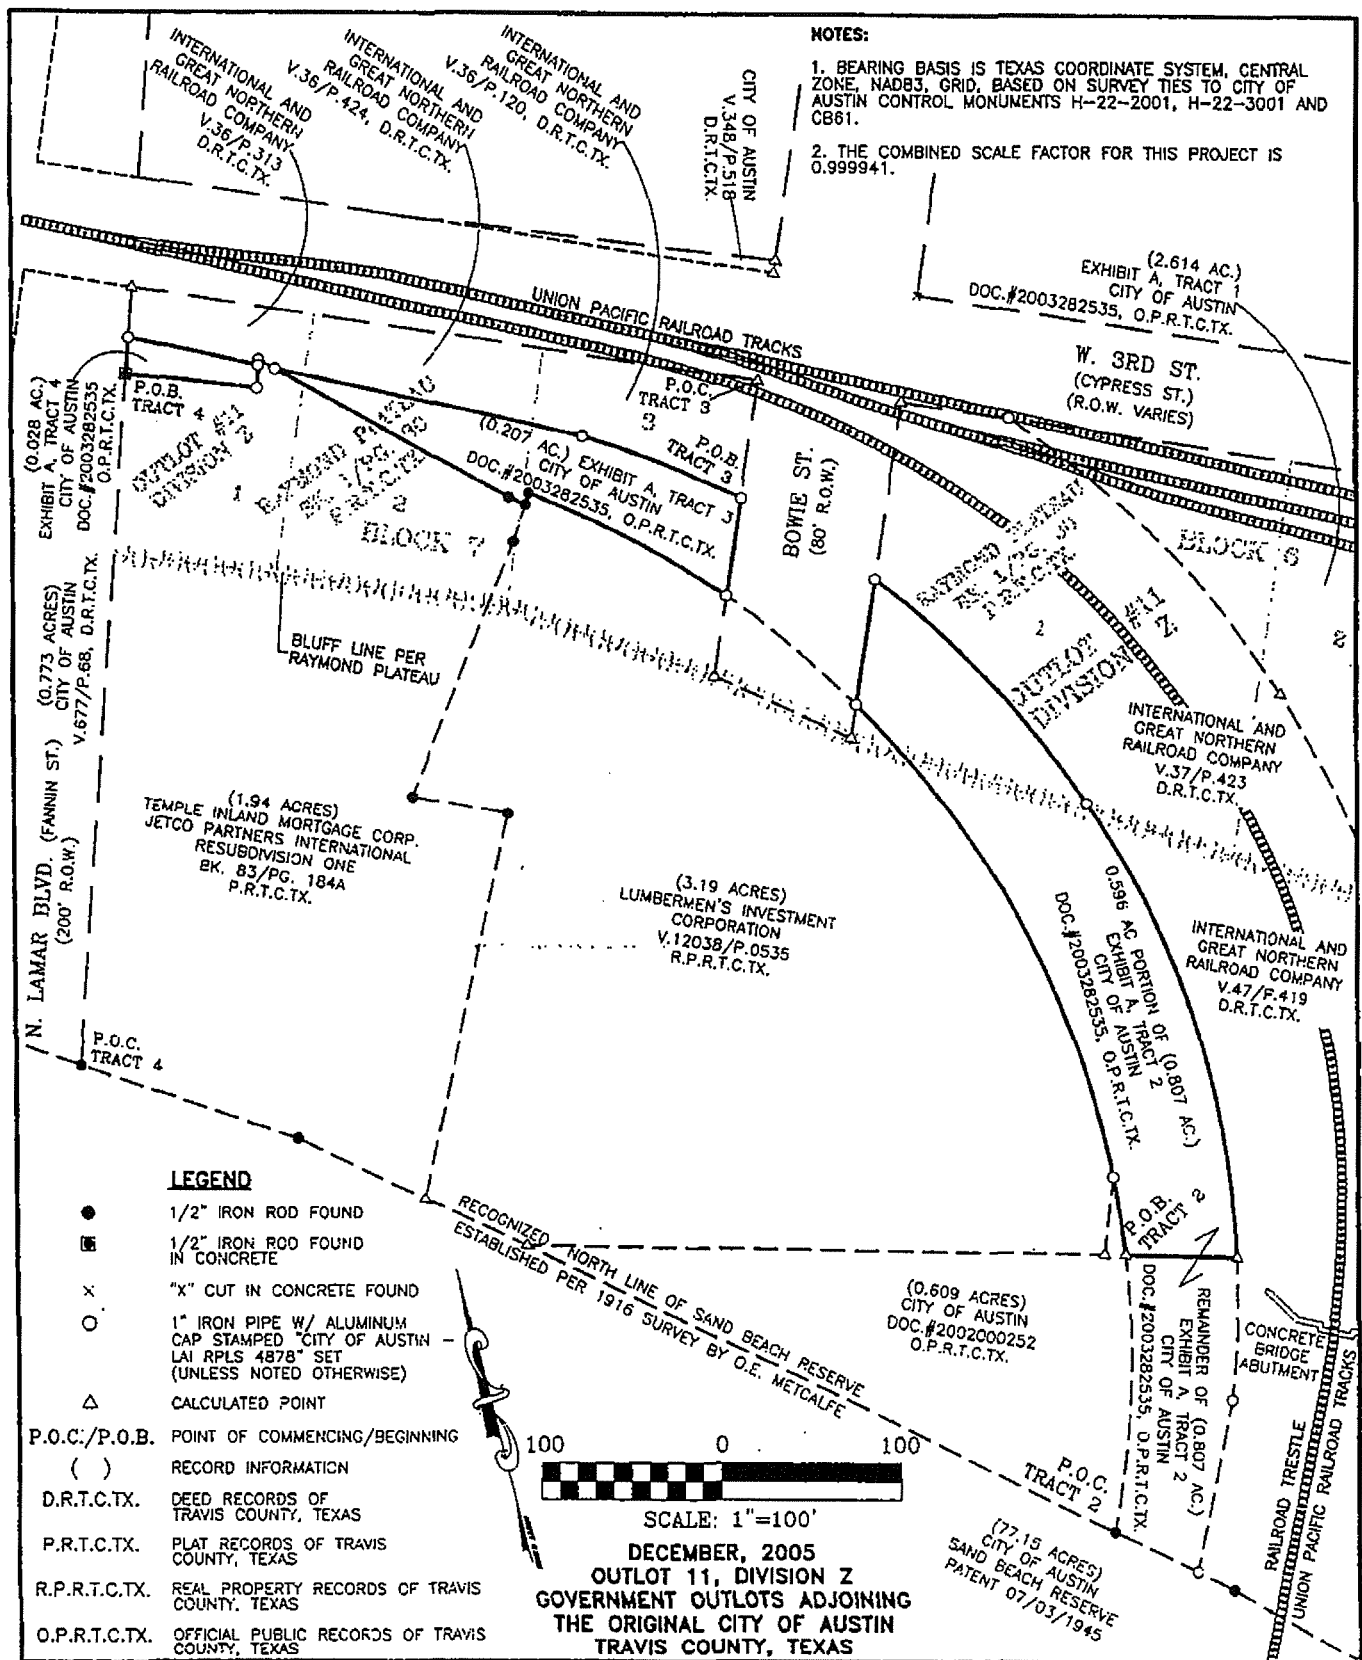 NOTES:
1. BEARING BASIS IS TEXAS COORDINATE SYSTEM, CENTRAL
ZONE, NAD83, GRID, BASED ON SURVEY TIES TO CITY OF
AUSTIN CONTROL MONUMENTS H-22-2001, H-22-3001 AND
CB61.
2. THE COMBINED SCALE FACTOR FOR THIS PROJECT IS
0.999941.
INTERNATIONAL AND
GREAT NORTHERN
RAILROAD COMPANY
V.36/P.313
D.R.T.C.TX.
INTERNATIONAL AND
GREAT NORTHERN
RAILROAD COMPANY
V.36/P.424, D.R.T.C.TX.
INTERNATIONAL AND
GREAT NORTHERN
RAILROAD COMPANY
V.36/P.120, D.R.T.C.TX.
CITY OF AUSTIN
V.348/P.518
D.R.T.C.TX.
(2.614 AC.)
EXHIBIT A, TRACT 1
CITY OF AUSTIN
DOC.#2003282535, O.P.R.T.C.TX.
UNION PACIFIC RAILROAD TRACKS
W. 3RD ST.
(CYPRESS ST.)
(R.O.W. VARIES)
P.O.C.
TRACT 3
3
P.O.B.
TRACT 3
P.O.B.
TRACT 4
(0.028 AC.)
EXHIBIT A, TRACT 4
CITY OF AUSTIN
DOC.#2003282535
O.P.R.T.C.TX.
OUTLOT #11
DIVISION Z
1
RAYMOND PLATEAU
BK. 1/PG. 30
P.R.T.C.TX.
2
BLOCK 7
(0.207 AC.) EXHIBIT A, TRACT 3
CITY OF AUSTIN
DOC.#2003282535, O.P.R.T.C.TX.
BOWIE ST.
(80' R.O.W.)
RAYMOND PLATEAU
BK. 1/PG. 30
P.R.T.C.TX.
1
BLOCK 6
2
OUTLOT #11
DIVISION Z
BLUFF LINE PER
RAYMOND PLATEAU
(0.773 ACRES)
CITY OF AUSTIN
V.677/P.68, D.R.T.C.TX.
N. LAMAR BLVD. (FANNIN ST.)
(200' R.O.W.)
INTERNATIONAL AND
GREAT NORTHERN
RAILROAD COMPANY
V.37/P.423
D.R.T.C.TX.
(1.94 ACRES)
TEMPLE INLAND MORTGAGE CORP.
JETCO PARTNERS INTERNATIONAL
RESUBDIVISION ONE
BK. 83/PG. 184A
P.R.T.C.TX.
(3.19 ACRES)
LUMBERMEN'S INVESTMENT
CORPORATION
V.12038/P.0535
R.P.R.T.C.TX.
0.596 AC PORTION OF (0.807 AC.)
EXHIBIT A, TRACT 2
CITY OF AUSTIN
DOC.#2003282535, O.P.R.T.C.TX.
INTERNATIONAL AND
GREAT NORTHERN
RAILROAD COMPANY
V.47/P.419
D.R.T.C.TX.
P.O.C.
TRACT 4
P.O.B.
TRACT 2
RECOGNIZED NORTH LINE OF SAND BEACH RESERVE
ESTABLISHED PER 1916 SURVEY BY O.E. METCALFE
(0.609 ACRES)
CITY OF AUSTIN
DOC.#2002000252
O.P.R.T.C.TX.
REMAINDER OF (0.807 AC.)
EXHIBIT A, TRACT 2
CITY OF AUSTIN
DOC.#2003282535, O.P.R.T.C.TX.
CONCRETE
BRIDGE
ABUTMENT
RAILROAD TRESTLE
UNION PACIFIC RAILROAD TRACKS
P.O.C.
TRACT 2
(77.15 ACRES)
CITY OF AUSTIN
SAND BEACH RESERVE
PATENT 07/03/1945
LEGEND
1/2" IRON ROD FOUND
1/2" IRON ROD FOUND
IN CONCRETE
"X" CUT IN CONCRETE FOUND
1" IRON PIPE W/ ALUMINUM
CAP STAMPED "CITY OF AUSTIN -
LAI RPLS 4878" SET
(UNLESS NOTED OTHERWISE)
CALCULATED POINT
P.O.C./P.O.B. POINT OF COMMENCING/BEGINNING
( ) RECORD INFORMATION
D.R.T.C.TX. DEED RECORDS OF
TRAVIS COUNTY, TEXAS
P.R.T.C.TX. PLAT RECORDS OF TRAVIS
COUNTY, TEXAS
R.P.R.T.C.TX. REAL PROPERTY RECORDS OF TRAVIS
COUNTY, TEXAS
O.P.R.T.C.TX. OFFICIAL PUBLIC RECORDS OF TRAVIS
COUNTY, TEXAS
100 0 100
SCALE: 1"=100'
DECEMBER, 2005
OUTLOT 11, DIVISION Z
GOVERNMENT OUTLOTS ADJOINING
THE ORIGINAL CITY OF AUSTIN
TRAVIS COUNTY, TEXAS